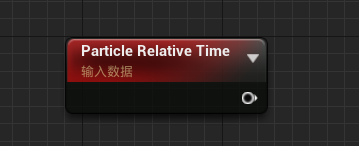 Particle Relative Time
输入数据